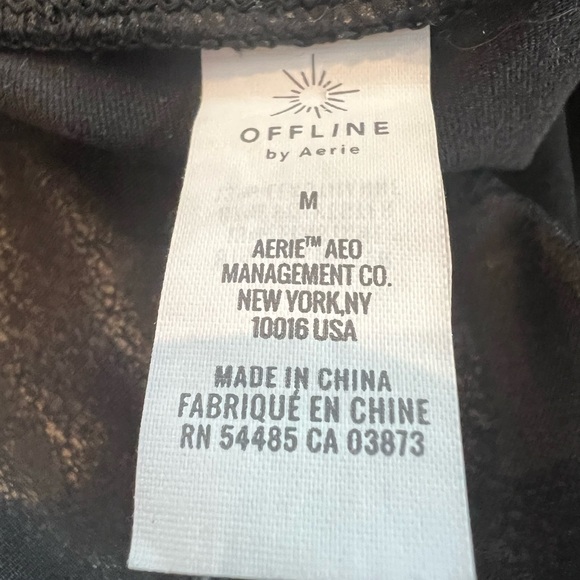 OFFLINE
by Aerie
M
AERIE™ AEO
MANAGEMENT CO.
NEW YORK,NY
10016 USA
MADE IN CHINA
FABRIQUÉ EN CHINE
RN 54485 CA 03873